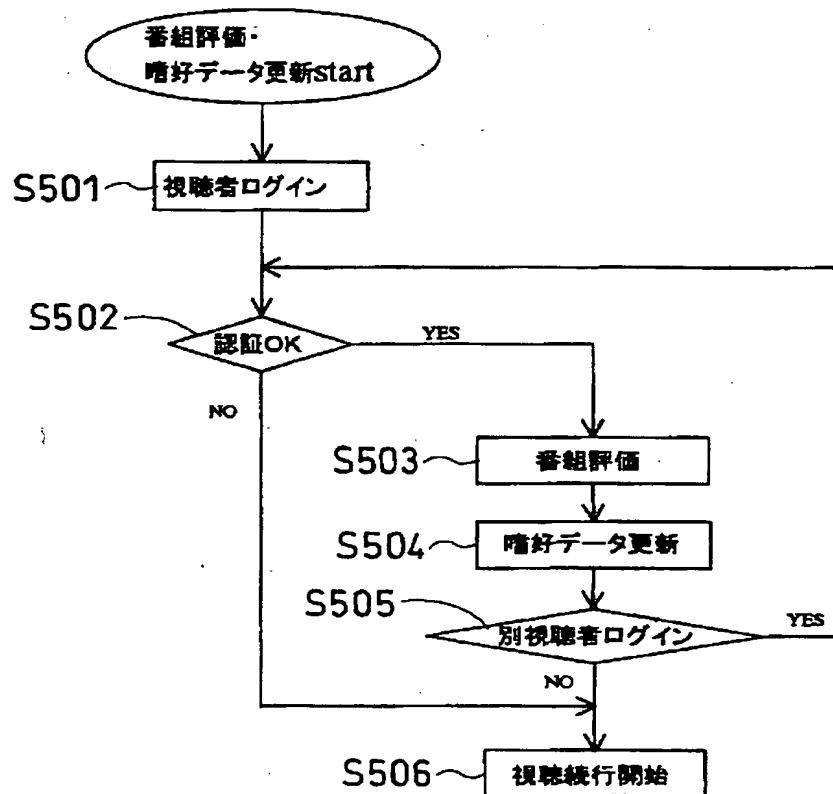 番組評価・
嗜好データ更新start
S501
視聴者ログイン
S502
認証OK
YES
NO
S503
番組評価
S504
嗜好データ更新
S505
別視聴者ログイン
YES
NO
S506
視聴続行開始